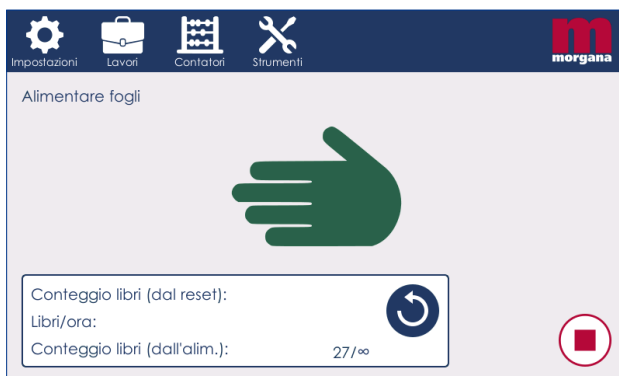 Impostazioni Lavori Contatori Strumenti
morgana
Alimentare fogli
Conteggio libri (dal reset):
Libri/ora:
Conteggio libri (dall'alim.): 27/∞